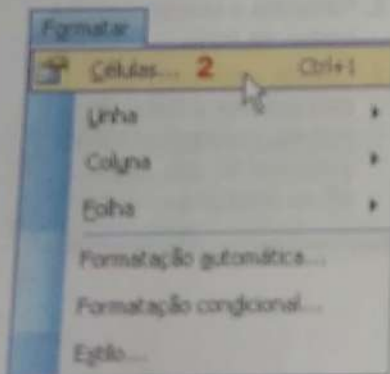 Formatar
Células... 2 Ctrl+1
Linha
Coluna
Folha
Formatação automática...
Formatação condicional...
Estilo...